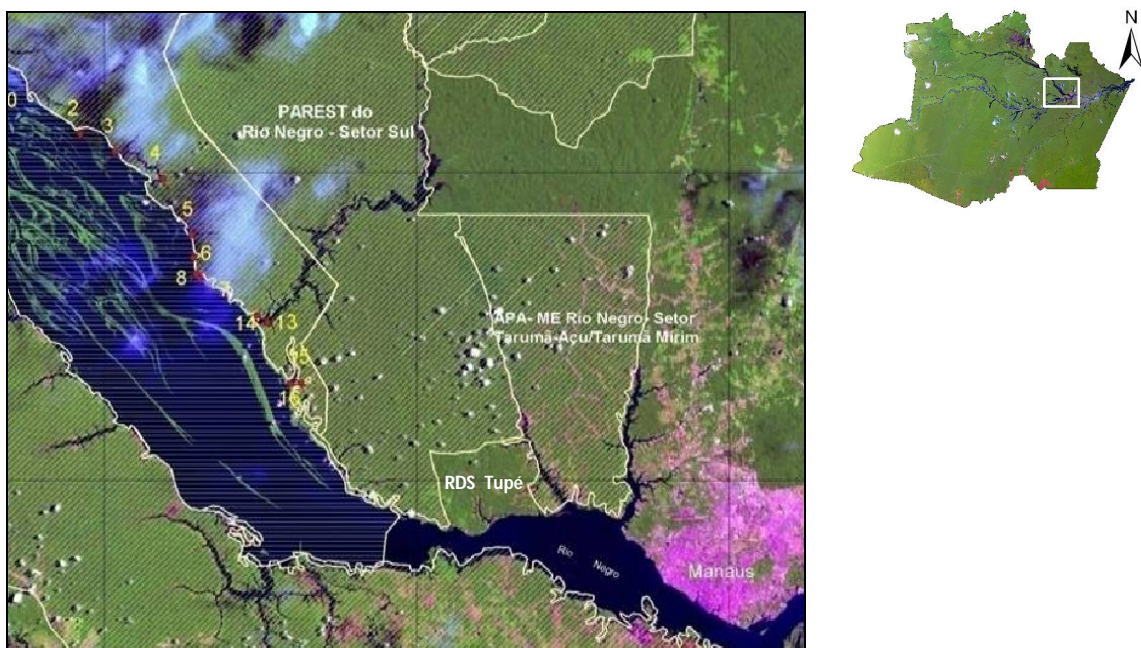 N
PAREST do
Rio Negro - Setor Sul
0
2
3
4
5
6
8
7
14
13
15
16
APA- ME Rio Negro- Setor
Tarumã-Açu/Tarumã Mirim
RDS Tupé
Rio Negro
Manaus